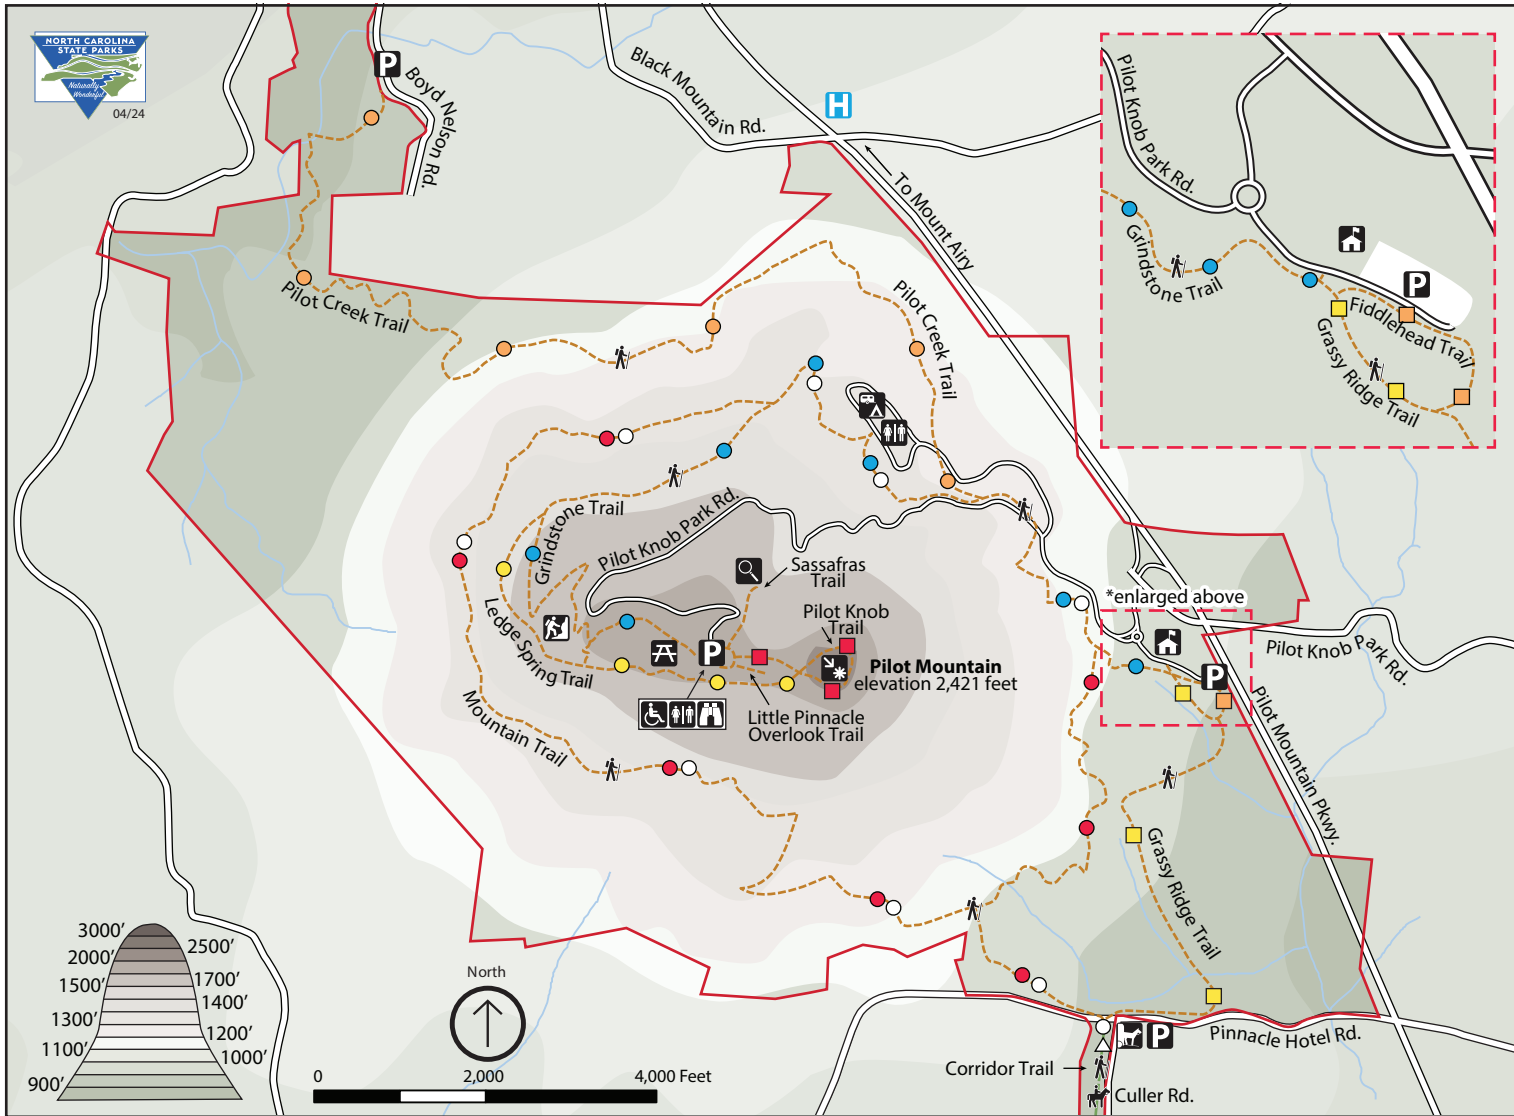 NORTH CAROLINA
STATE PARKS
Naturally
Wonderful
04/24
P
Boyd Nelson Rd.
Black Mountain Rd.
H
To Mount Airy
Pilot Knob Park Rd.
Grindstone Trail
P
Fiddlehead Trail
Grassy Ridge Trail
Pilot Creek Trail
Pilot Creek Trail
Grindstone Trail
Pilot Knob Park Rd.
Sassafras
Trail
Pilot Knob
Trail
*enlarged above
Ledge Spring Trail
P
Pilot Mountain
elevation 2,421 feet
Pilot Knob Park Rd.
P
Mountain Trail
Little Pinnacle
Overlook Trail
Pilot Mountain Pkwy.
Grassy Ridge Trail
3000’
2500’
2000’
1700’
1500’
1400’
1300’
1200’
1100’
1000’
900’
North
0
2,000
4,000 Feet
P
Pinnacle Hotel Rd.
Corridor Trail
Culler Rd.